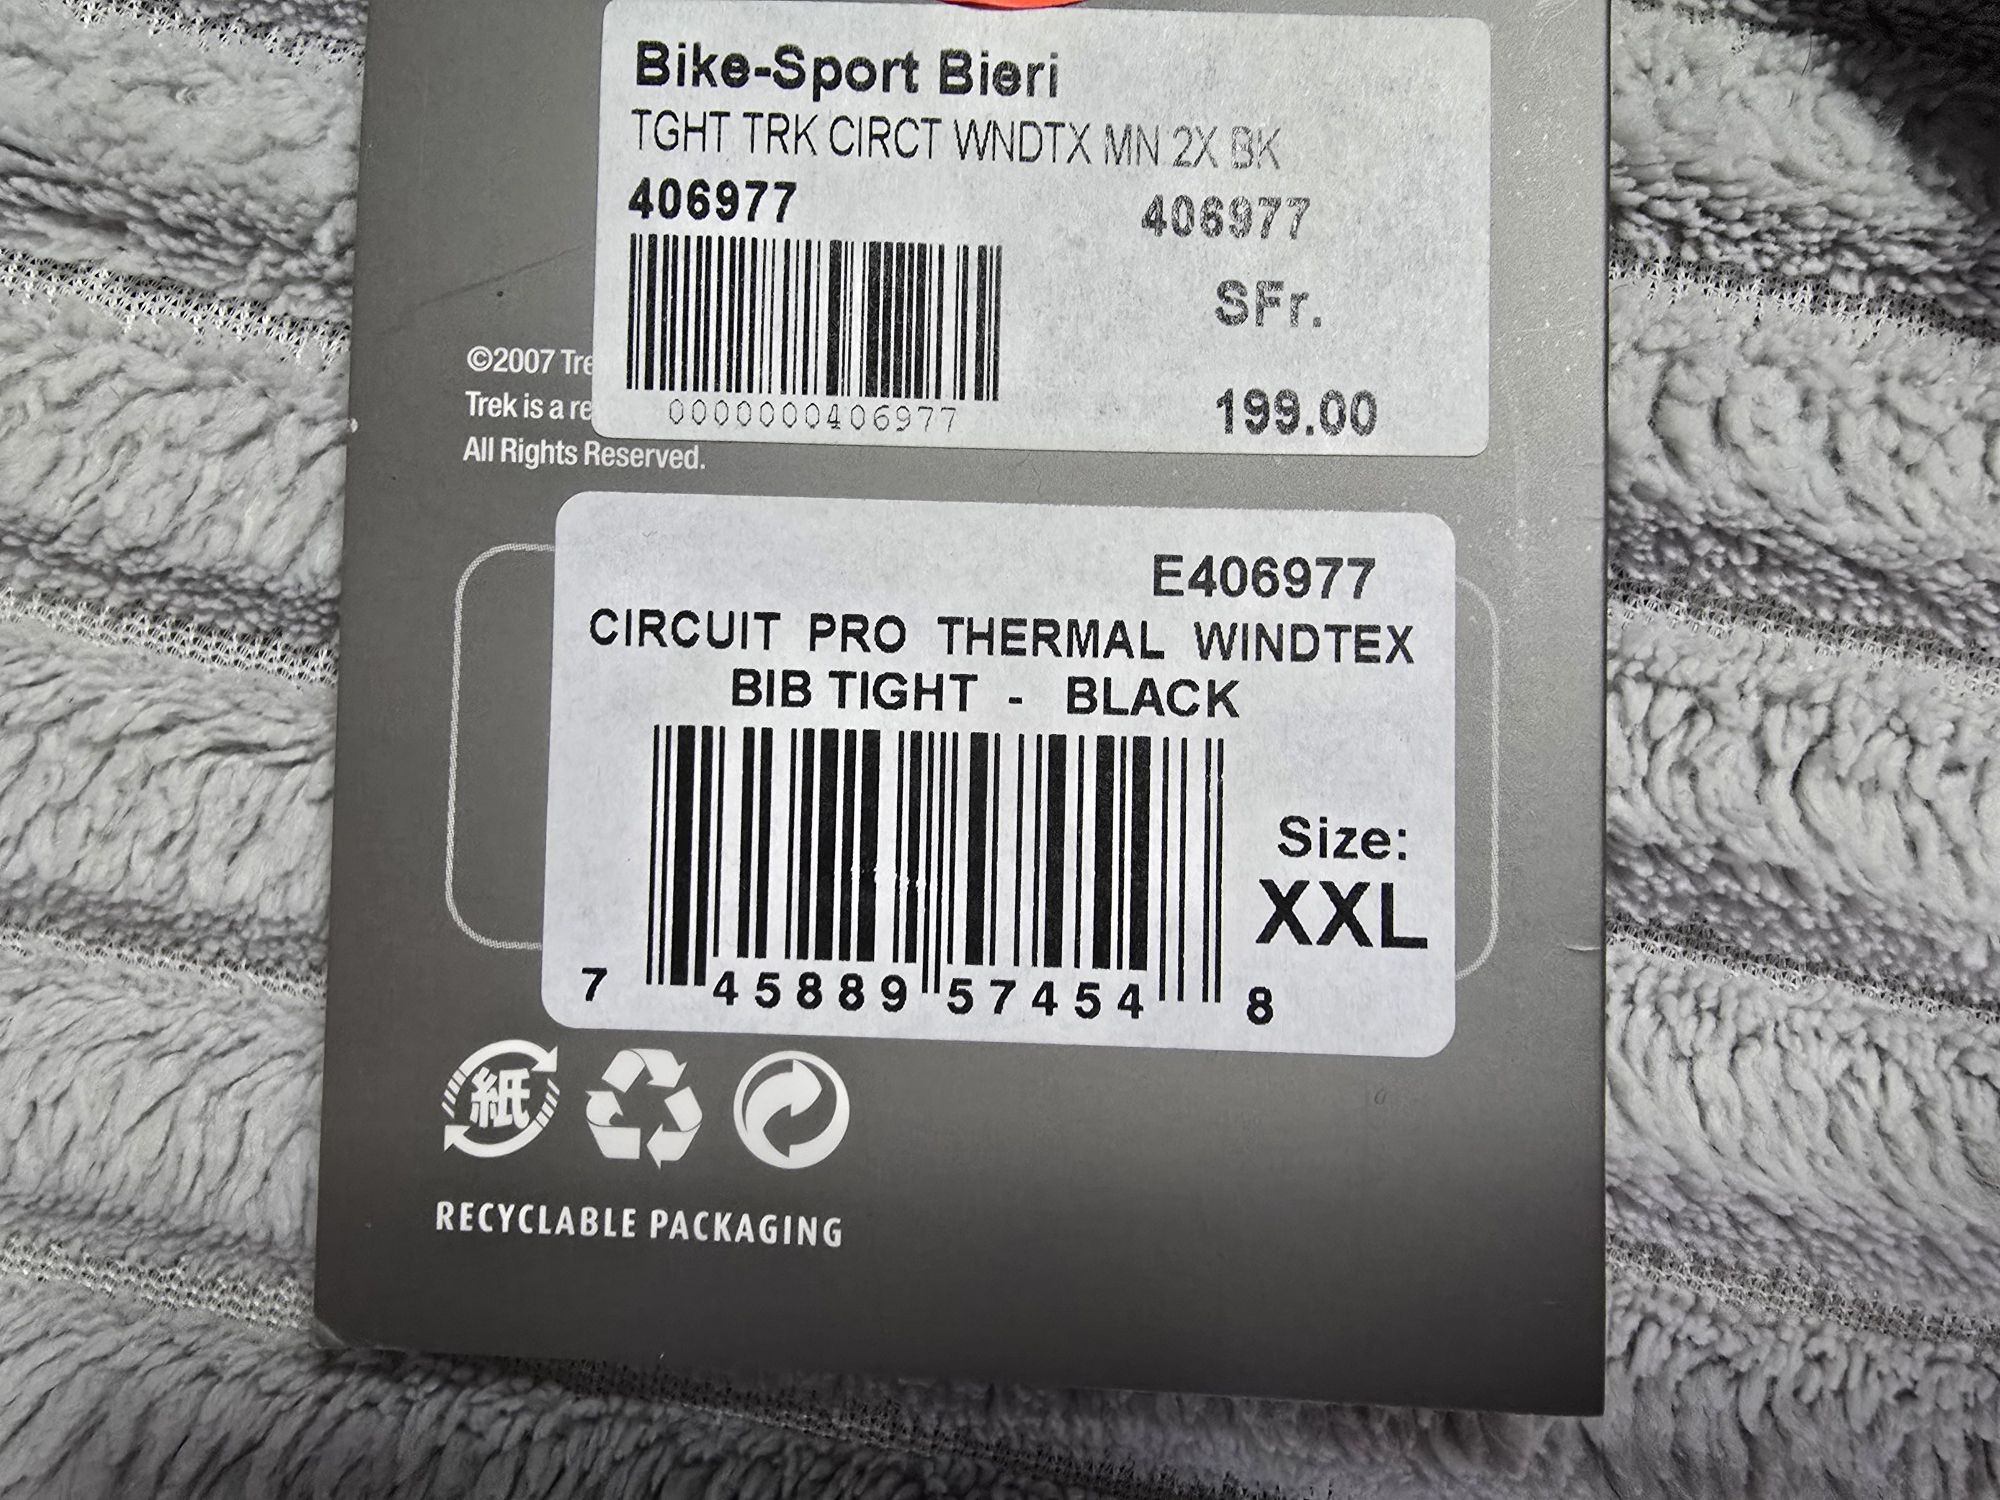 Bike-Sport Bieri
TGHT TRK CIRCT WNDTX MN 2X BK
406977 406977
SFr.
0000000406977 199.00
©2007 Tre
Trek is a re
All Rights Reserved.
E406977
CIRCUIT PRO THERMAL WINDTEX
BIB TIGHT - BLACK
Size:
XXL
7 45889 57454 8
紙
RECYCLABLE PACKAGING